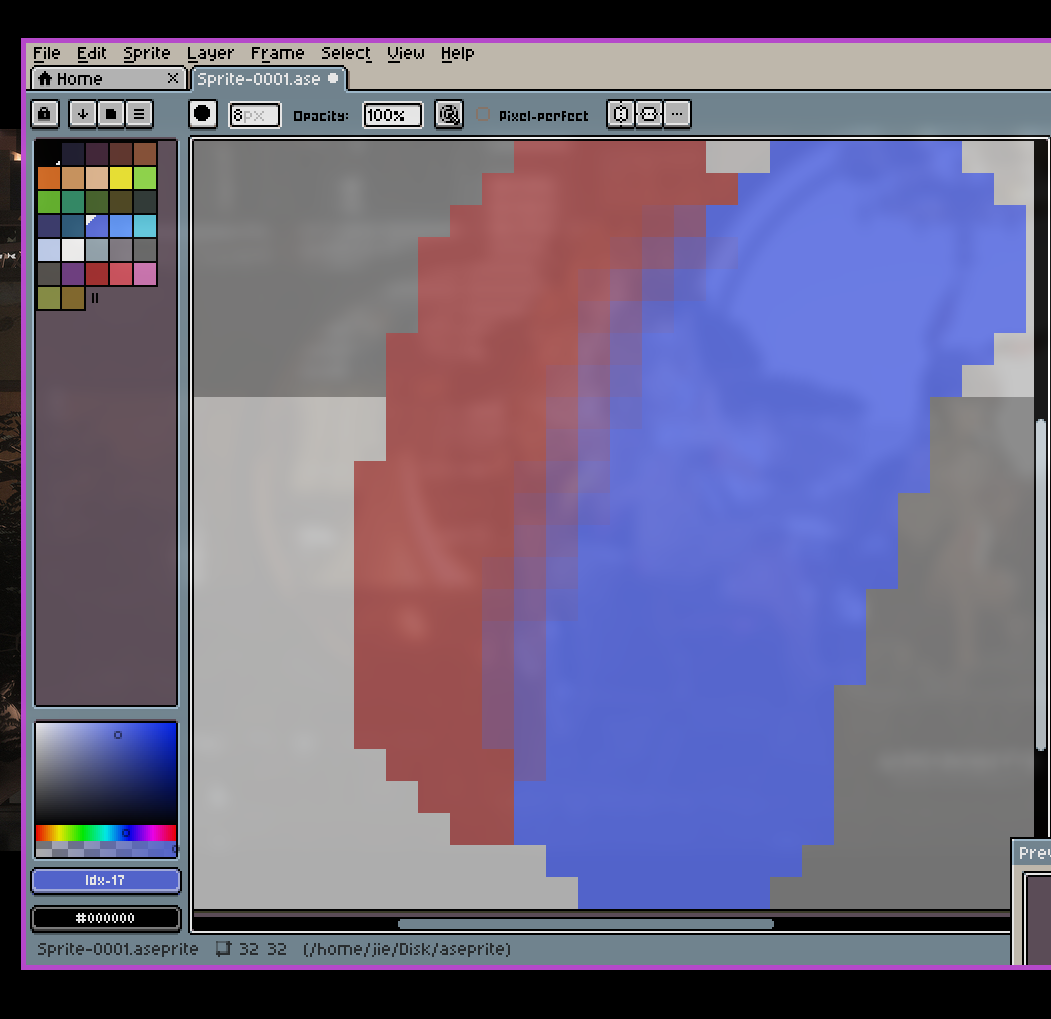 File Edit Sprite Layer Frame Select View Help
Home Sprite-0001.ase
8px Opacity: 100% Pixel-perfect
Idx-17
#000000
Prev
Sprite-0001.aseprite 32 32 (/home/jie/Disk/aseprite)